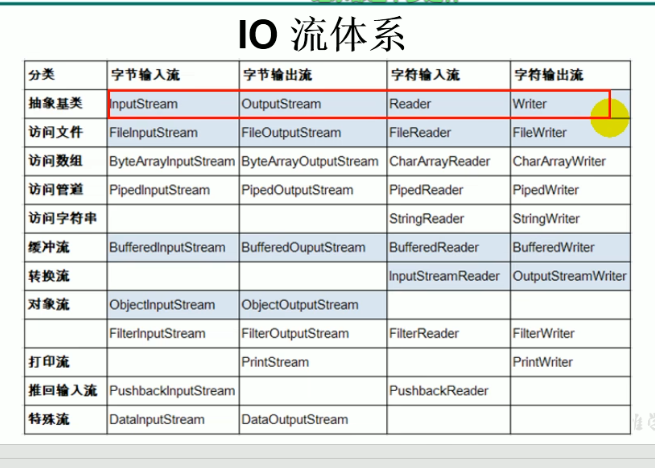 IO 流体系
分类 字节输入流 字节输出流 字符输入流 字符输出流
抽象基类 InputStream OutputStream Reader Writer
访问文件 FileInputStream FileOutputStream FileReader FileWriter
访问数组 ByteArrayInputStream ByteArrayOutputStream CharArrayReader CharArrayWriter
访问管道 PipedInputStream PipedOutputStream PipedReader PipedWriter
访问字符串 StringReader StringWriter
缓冲流 BufferedInputStream BufferedOuputStream BufferedReader BufferedWriter
转换流 InputStreamReader OutputStreamWriter
对象流 ObjectInputStream ObjectOutputStream
FilterInputStream FilterOutputStream FilterReader FilterWriter
打印流 PrintStream PrintWriter
推回输入流 PushbackInputStream PushbackReader
特殊流 DataInputStream DataOutputStream